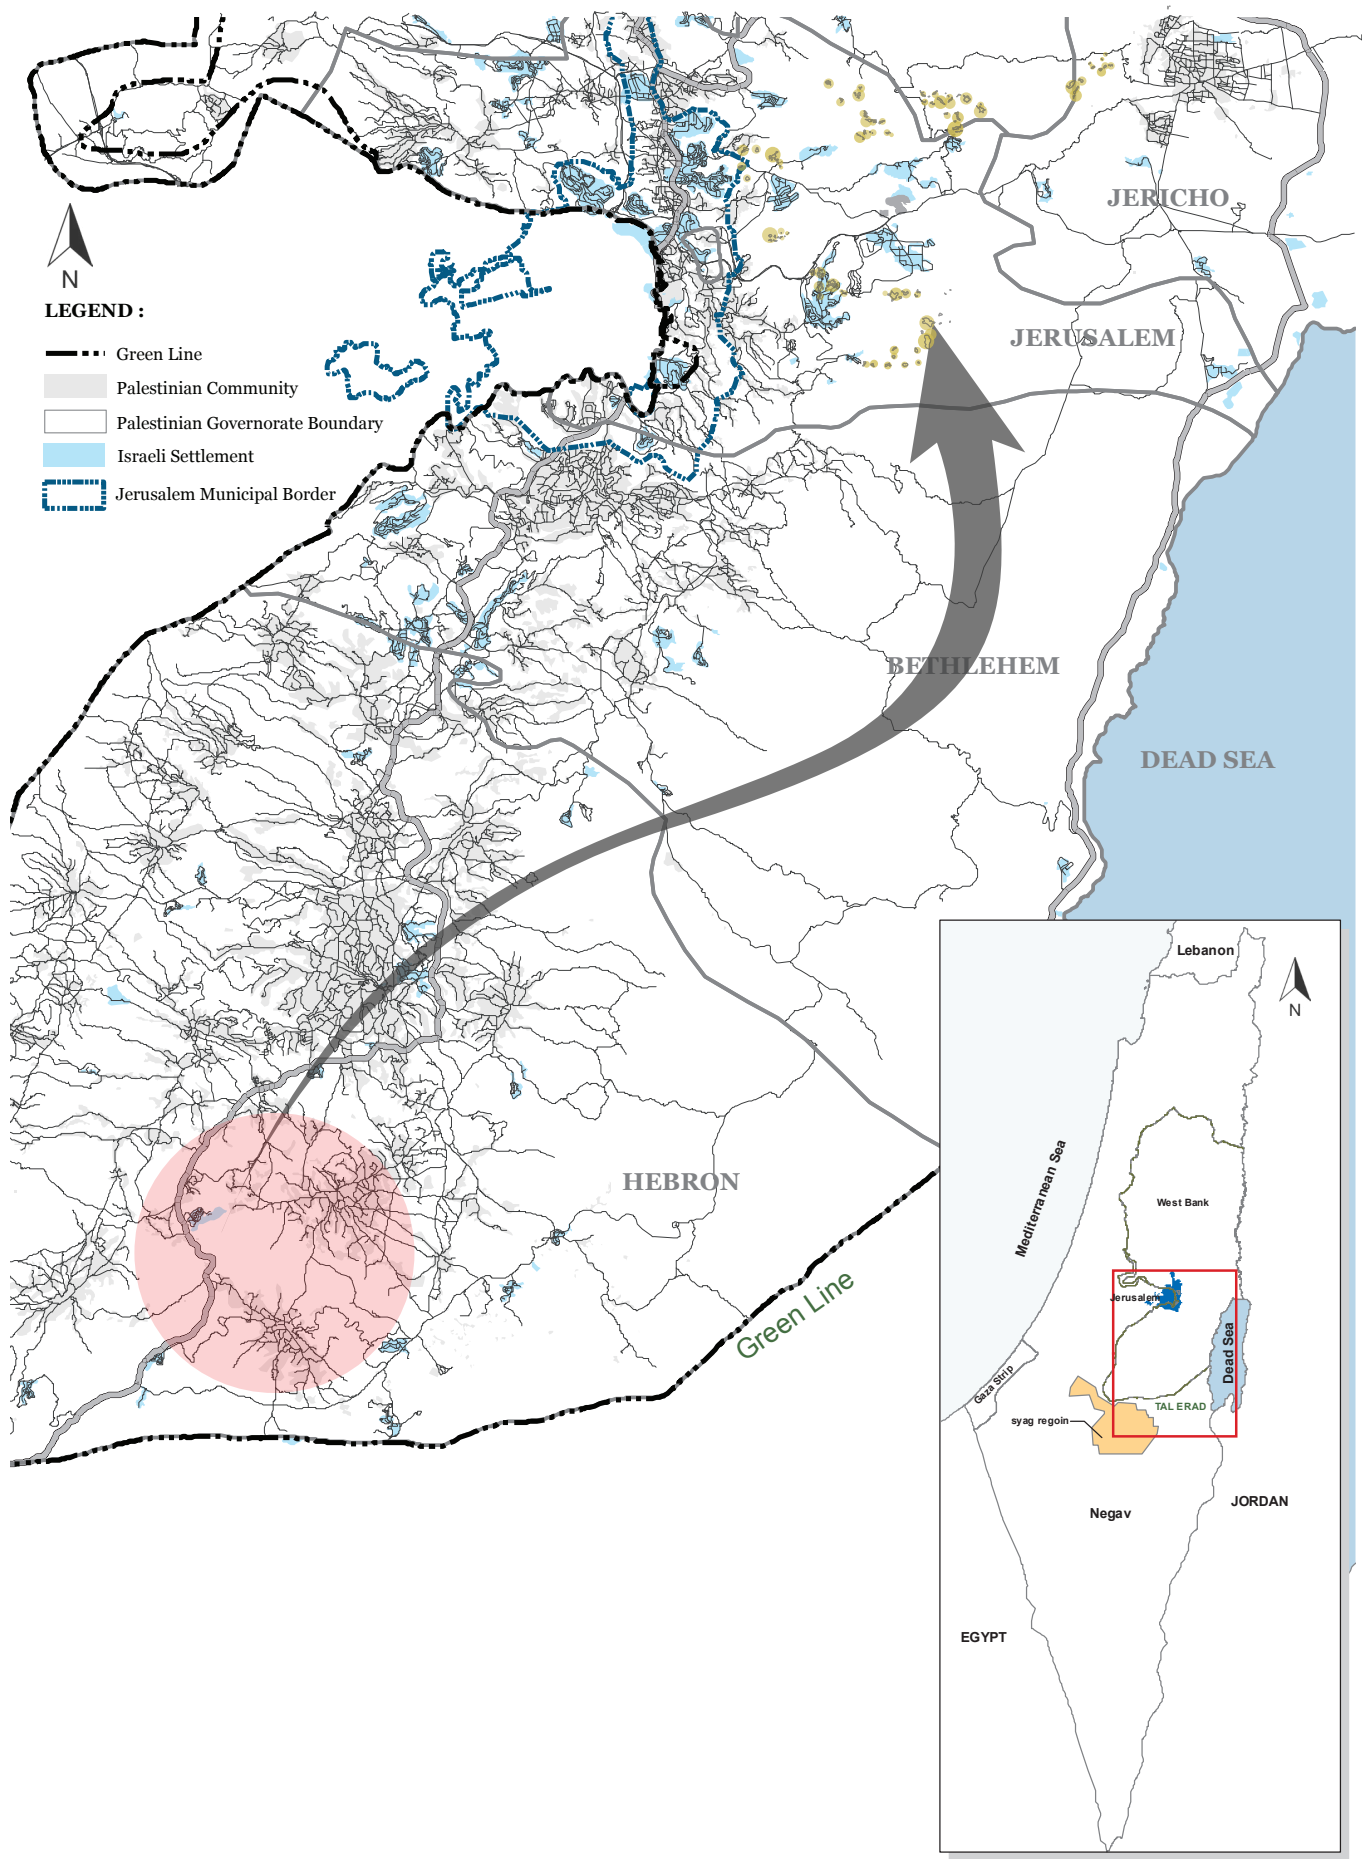 JERICHO
N
LEGEND :
Green Line
Palestinian Community
Palestinian Governorate Boundary
Israeli Settlement
Jerusalem Municipal Border
JERUSALEM
BETHLEHEM
DEAD SEA
HEBRON
Green Line
Lebanon
N
Mediterranean Sea
West Bank
Jerusalem
Dead Sea
Gaza Strip
TAL ERAD
syag regoin
Negav
JORDAN
EGYPT